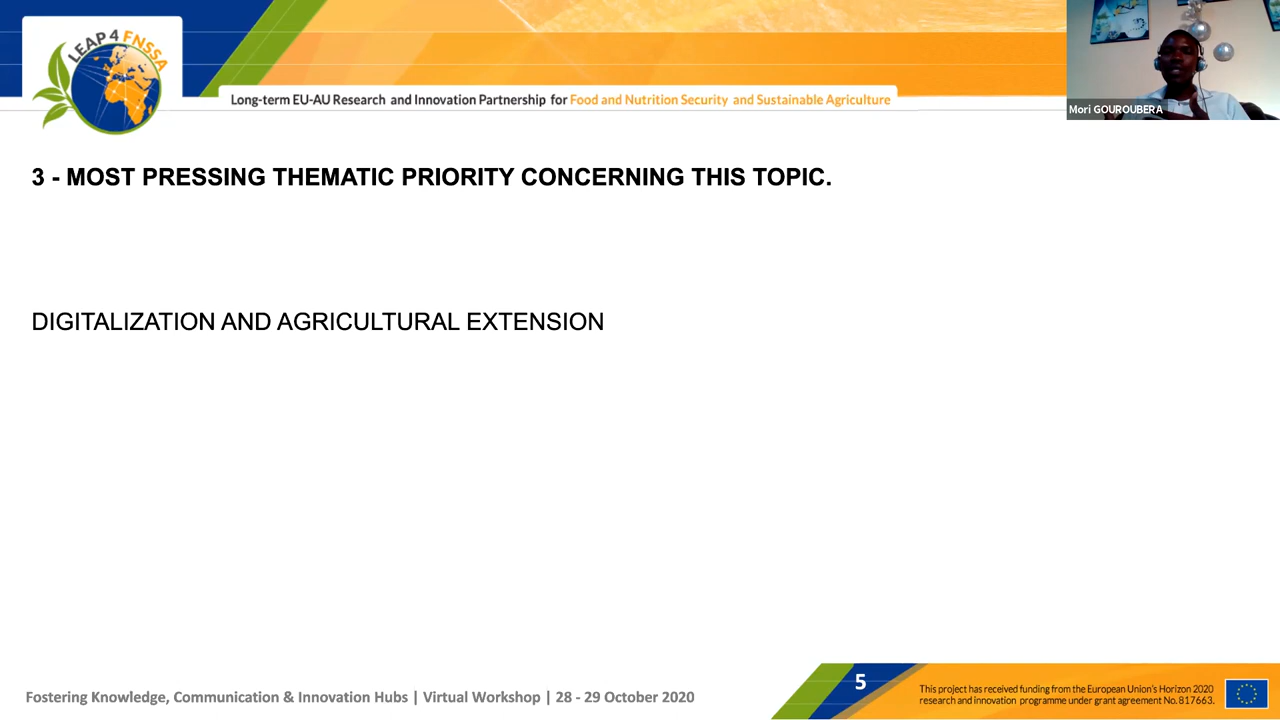 LEAP 4 FNSSA
Long-term EU-AU Research and Innovation Partnership for Food and Nutrition Security and Sustainable Agriculture
Mori GOUROUBERA
3 - MOST PRESSING THEMATIC PRIORITY CONCERNING THIS TOPIC.
DIGITALIZATION AND AGRICULTURAL EXTENSION
Fostering Knowledge, Communication & Innovation Hubs | Virtual Workshop | 28 - 29 October 2020
5
This project has received funding from the European Union's Horizon 2020
research and innovation programme under grant agreement No. 817663.